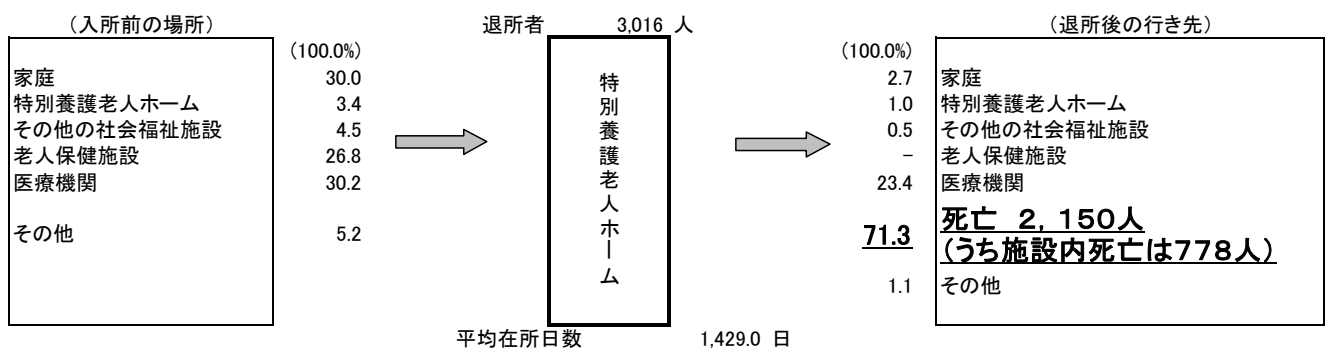 （入所前の場所）
(100.0%)
家庭 30.0
特別養護老人ホーム 3.4
その他の社会福祉施設 4.5
老人保健施設 26.8
医療機関 30.2
その他 5.2
退所者 3,016 人
特別養護老人ホーム
平均在所日数 1,429.0 日
（退所後の行き先）
(100.0%)
2.7 家庭
1.0 特別養護老人ホーム
0.5 その他の社会福祉施設
− 老人保健施設
23.4 医療機関
71.3 死亡 ２，１５０人
（うち施設内死亡は７７８人）
1.1 その他